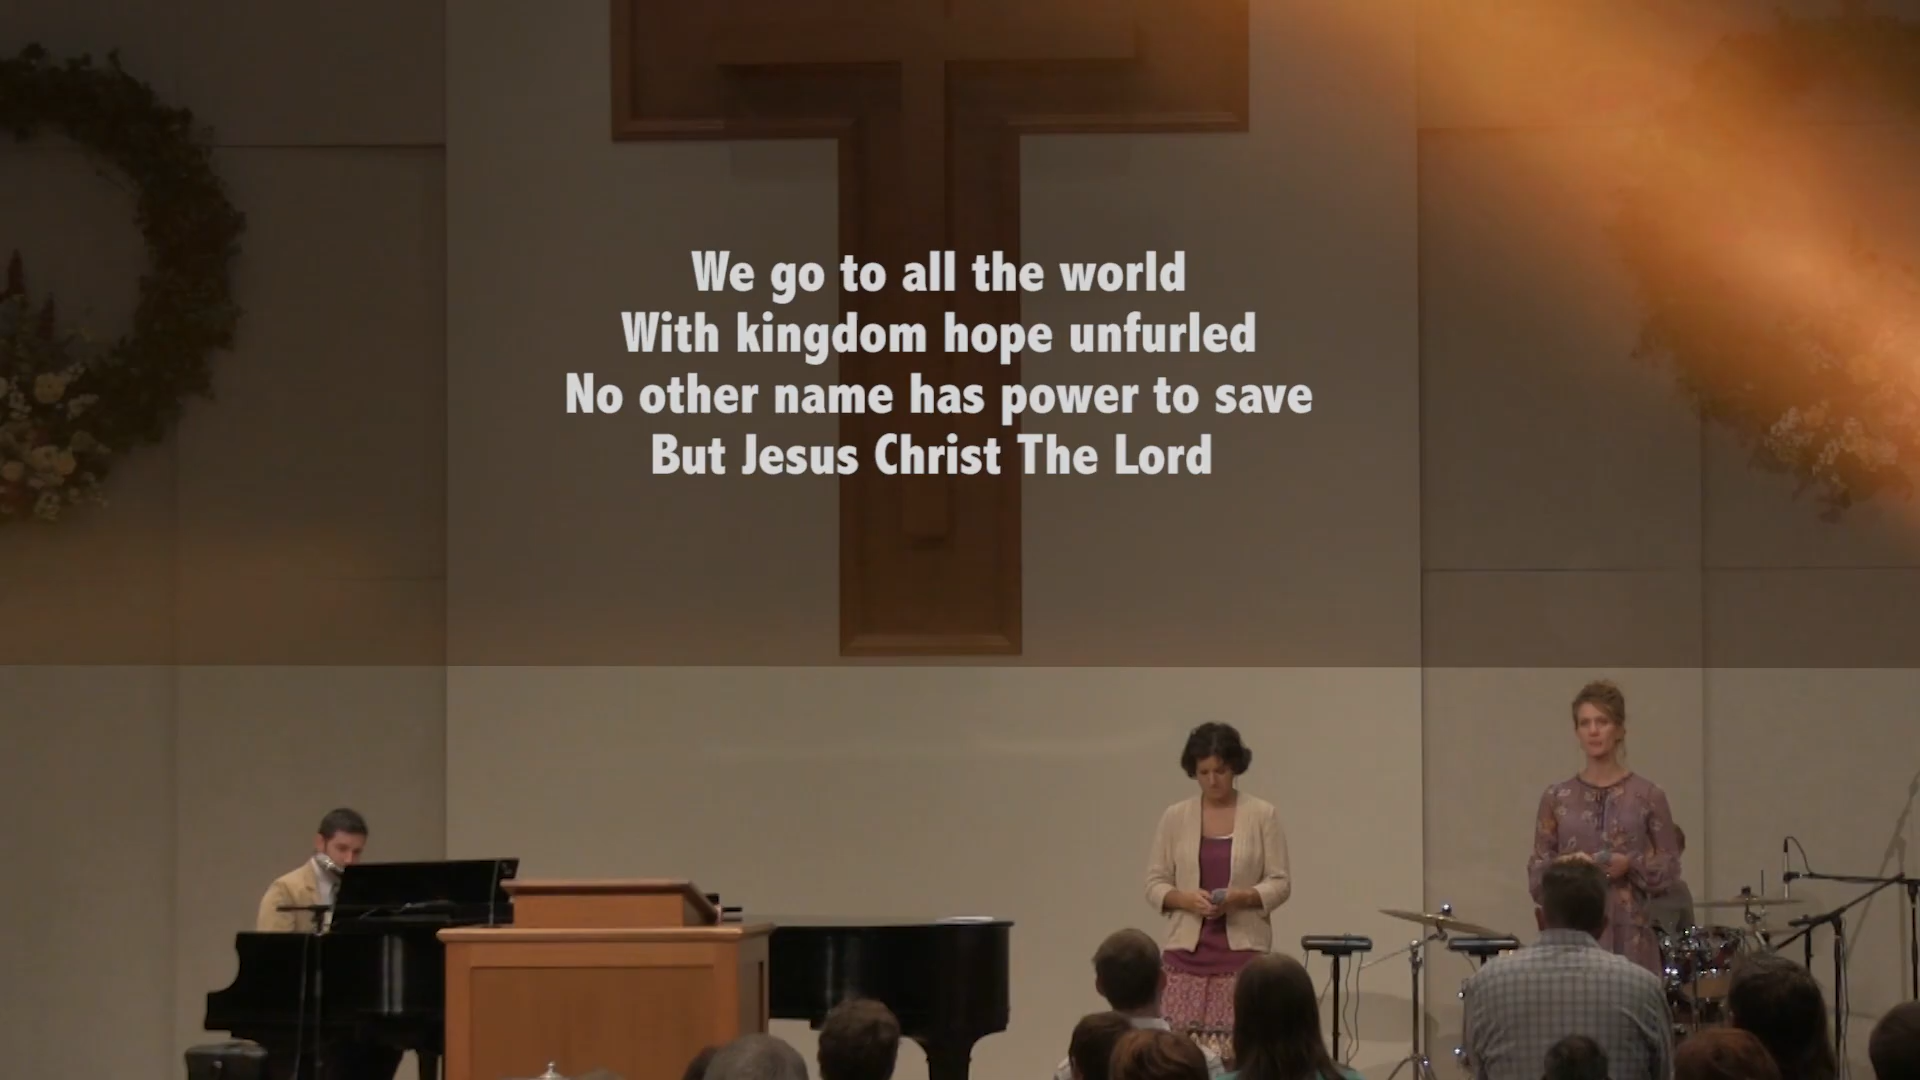 We go to all the world
With kingdom hope unfurled
No other name has power to save
But Jesus Christ The Lord